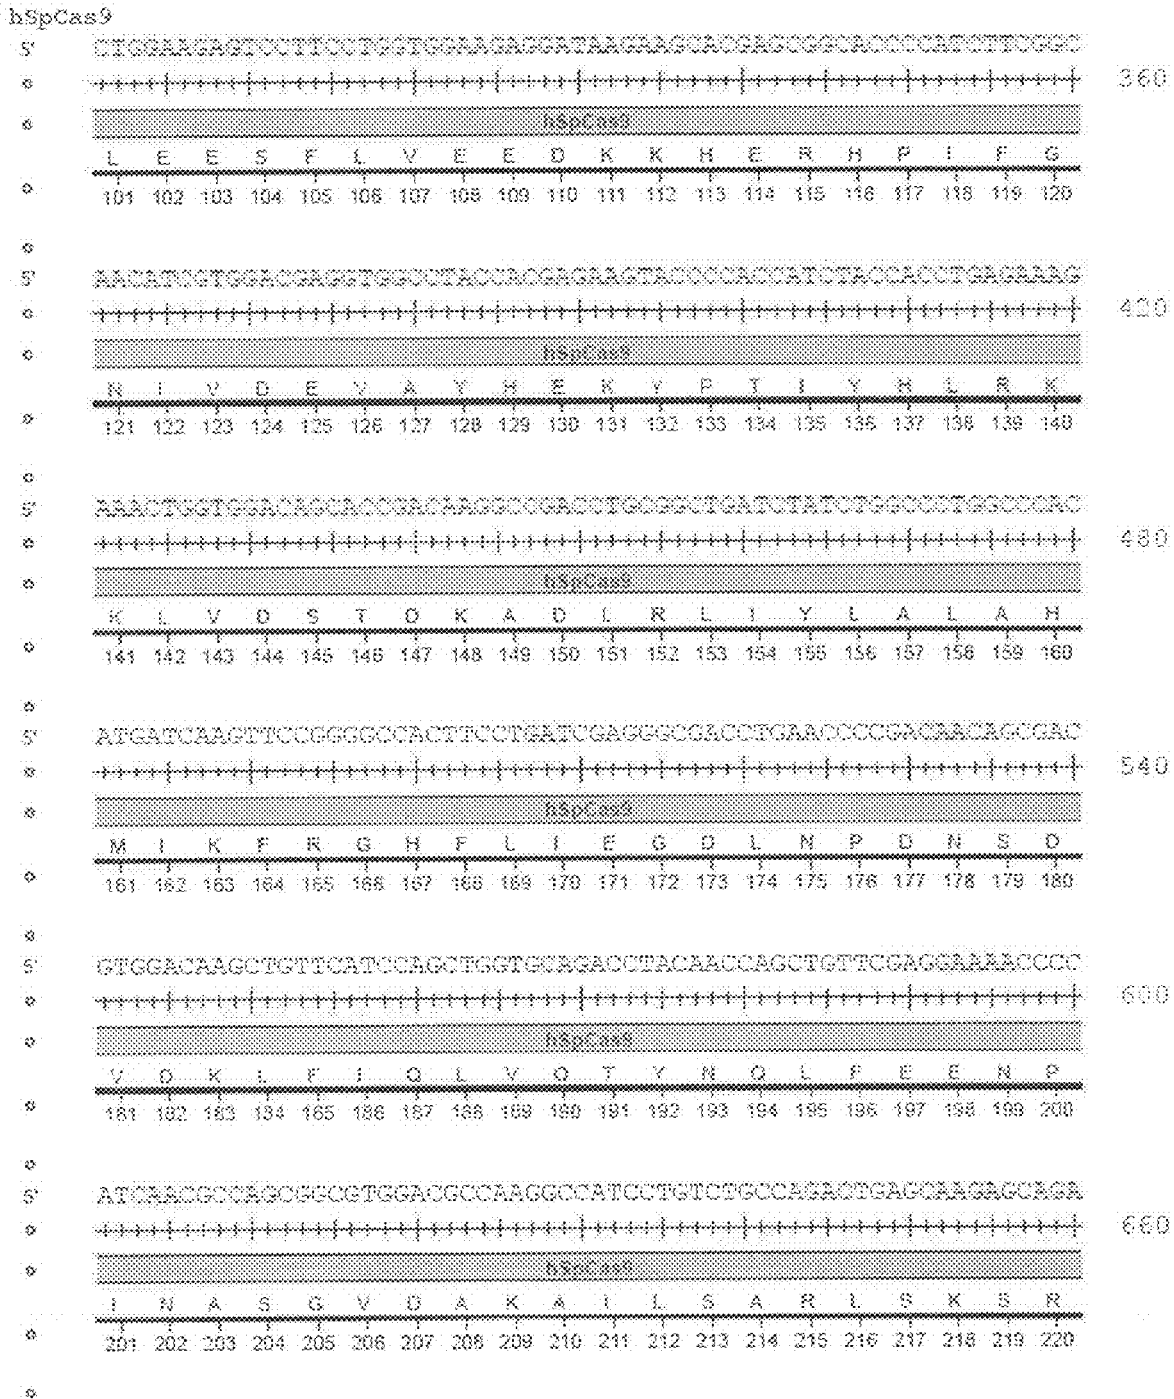 hSpCas9
5' CTGGAAGAGTCCTTCCTGGTGGAAGAGGATAAGAAGCACGAGCGGCACCCCATCTTCGGC
360
hSpCas9
L E E S F L V E E D K K H E R H P I F G
101 102 103 104 105 106 107 108 109 110 111 112 113 114 115 116 117 118 119 120
5' AACATCGTGGACGAGGTGGCCTACCACGAGAAGTACCCCACCATCTACCACCTGAGAAAG
420
hSpCas9
N I V D E V A Y H E K Y P T I Y H L R K
121 122 123 124 125 126 127 128 129 130 131 132 133 134 135 136 137 138 139 140
5' AAACTGGTGGACAGCACCGACAAGGCCGACCTGCGGCTGATCTATCTGGCCCTGGCCCAC
480
hSpCas9
K L V D S T D K A D L R L I Y L A L A H
141 142 143 144 145 146 147 148 149 150 151 152 153 154 155 156 157 158 159 160
5' ATGATCAAGTTCCGGGGCCACTTCCTGATCGAGGGCGACCTGAACCCCGACAACAGCGAC
540
hSpCas9
M I K F R G H F L I E G D L N P D N S D
161 162 163 164 165 166 167 168 169 170 171 172 173 174 175 176 177 178 179 180
5' GTGGACAAGCTGTTCATCCAGCTGGTGCAGACCTACAACCAGCTGTTCGAGGAAAACCCC
600
hSpCas9
V D K L F I Q L V Q T Y N Q L F E E N P
181 182 183 184 185 186 187 188 189 190 191 192 193 194 195 196 197 198 199 200
5' ATCAACGCCAGCGGCGTGGACGCCAAGGCCATCCTGTCTGCCAGACTGAGCAAGAGCAGA
660
hSpCas9
I N A S G V D A K A I L S A R L S K S R
201 202 203 204 205 206 207 208 209 210 211 212 213 214 215 216 217 218 219 220